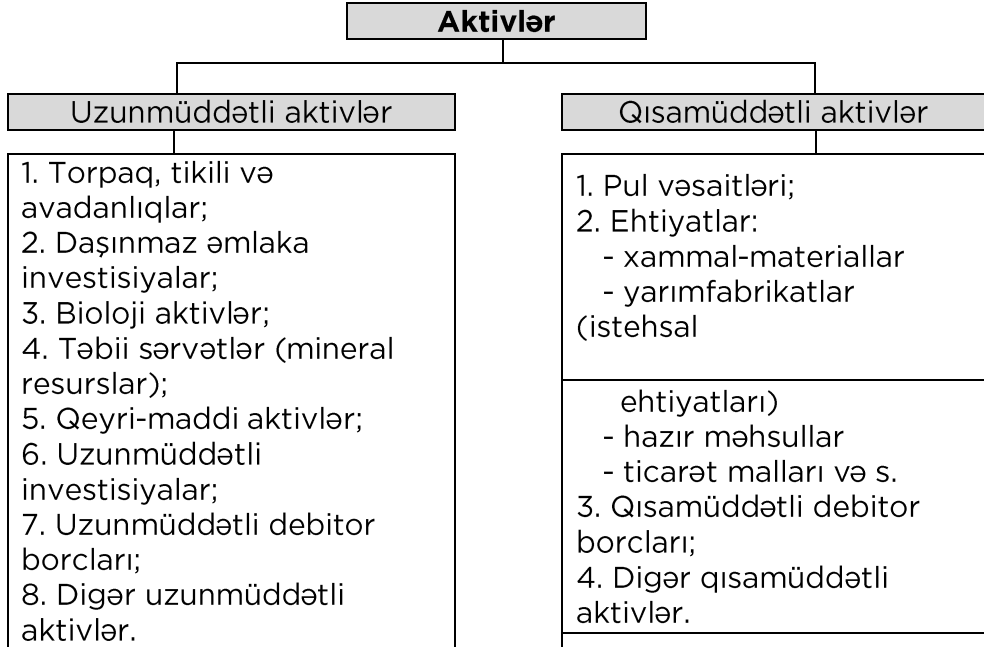 Aktivlər
Uzunmüddətli aktivlər
1. Torpaq, tikili və
avadanlıqlar;
2. Daşınmaz əmlaka
investisiyalar;
3. Bioloji aktivlər;
4. Təbii sərvətlər (mineral
resurslar);
5. Qeyri-maddi aktivlər;
6. Uzunmüddətli
investisiyalar;
7. Uzunmüddətli debitor
borcları;
8. Digər uzunmüddətli
aktivlər.
Qısamüddətli aktivlər
1. Pul vəsaitləri;
2. Ehtiyatlar:
- xammal-materiallar
- yarımfabrikatlar
(istehsal
ehtiyatları)
- hazır məhsullar
- ticarət malları və s.
3. Qısamüddətli debitor
borcları;
4. Digər qısamüddətli
aktivlər.